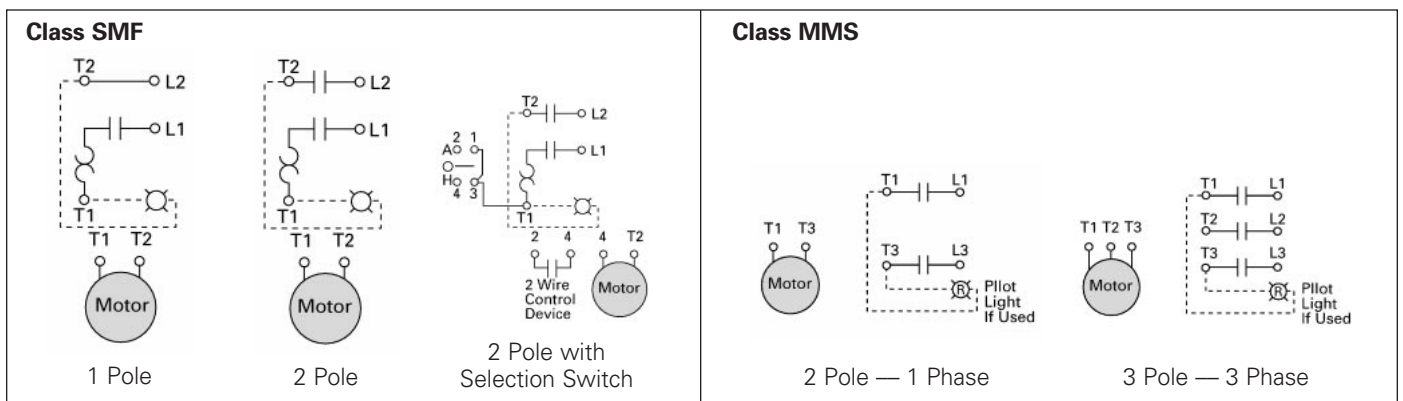 Class SMF
T2
L2
L1
T1
T1 T2
Motor
1 Pole
T2
L2
L1
T1
T1 T2
Motor
2 Pole
T2
L2
2 1
A
L1
O
H
4 3
T1
2 4 4 T2
2 Wire
Control
Device
Motor
2 Pole with
Selection Switch
Class MMS
T1 L1
T1 T3
T3 L3
Motor
R
PIlot
Light
If Used
2 Pole — 1 Phase
T1 L1
T2 L2
T1 T2 T3
T3 L3
Motor
R
PIlot
Light
If Used
3 Pole — 3 Phase